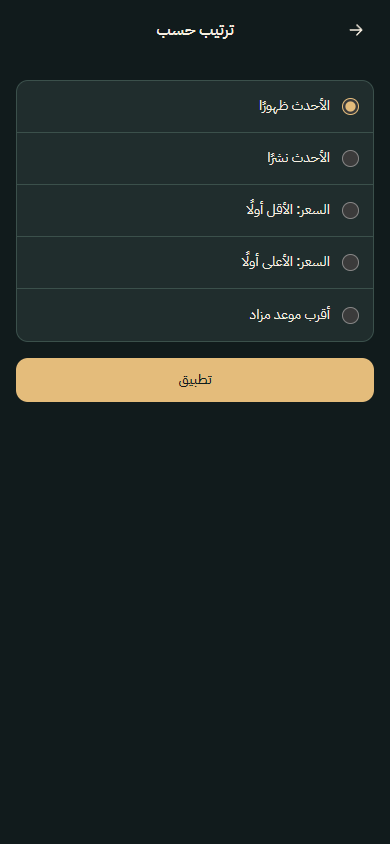 ترتيب حسب
الأحدث ظهورًا
الأحدث نشرًا
السعر: الأقل أولًا
السعر: الأعلى أولًا
أقرب موعد مزاد
تطبيق